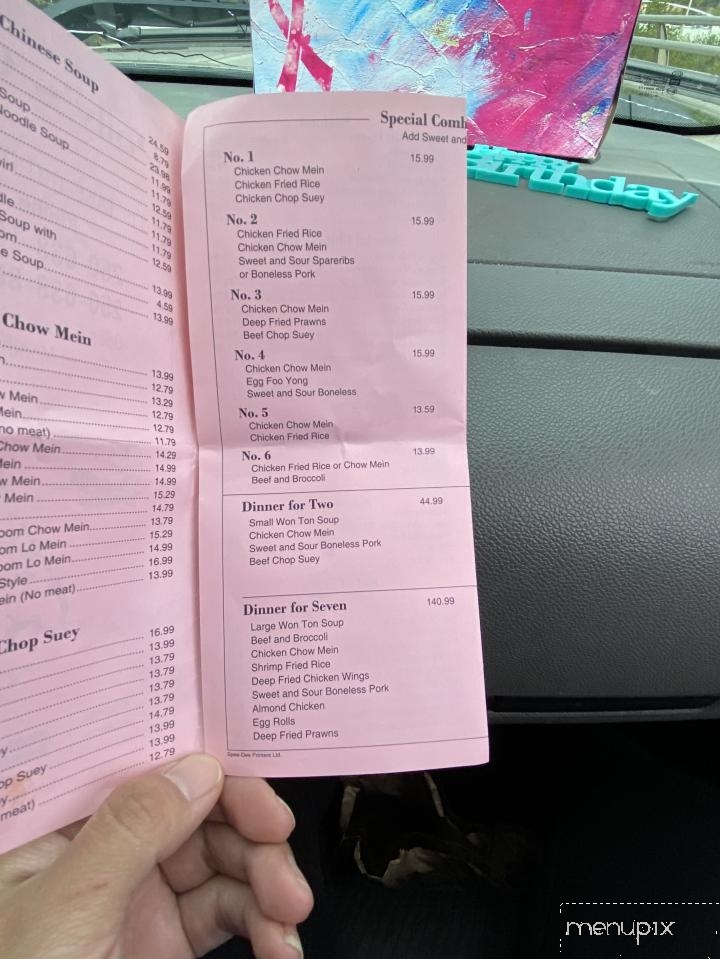 Chinese Soup
24.59
Soup 8.79
Noodle Soup 23.98
11.99
11.79
12.59
11.79
11.79
Soup with 11.79
12.59
e Soup
13.99
4.59
13.99
Chow Mein
13.99
12.79
w Mein 13.29
Mein 12.79
no meat) 12.79
11.79
Chow Mein 14.29
Mein 14.99
w Mein 14.99
Mein 15.29
14.79
oom Chow Mein 13.79
om Lo Mein 15.29
oom Lo Mein 14.99
Style 16.99
ein (No meat) 13.99
Chop Suey
16.99
13.99
13.79
13.79
13.79
13.79
14.79
13.99
op Suey 13.99
meat) 12.79
Special Comb
Add Sweet and
No. 1 15.99
Chicken Chow Mein
Chicken Fried Rice
Chicken Chop Suey
No. 2 15.99
Chicken Fried Rice
Chicken Chow Mein
Sweet and Sour Spareribs
or Boneless Pork
No. 3 15.99
Chicken Chow Mein
Deep Fried Prawns
Beef Chop Suey
No. 4 15.99
Chicken Chow Mein
Egg Foo Yong
Sweet and Sour Boneless
No. 5 13.59
Chicken Chow Mein
Chicken Fried Rice
No. 6 13.99
Chicken Fried Rice or Chow Mein
Beef and Broccoli
Dinner for Two 44.99
Small Won Ton Soup
Chicken Chow Mein
Sweet and Sour Boneless Pork
Beef Chop Suey
Dinner for Seven 140.99
Large Won Ton Soup
Beef and Broccoli
Chicken Chow Mein
Shrimp Fried Rice
Deep Fried Chicken Wings
Sweet and Sour Boneless Pork
Almond Chicken
Egg Rolls
Deep Fried Prawns
Spee-Dee Printers Ltd.
birthday
menupix